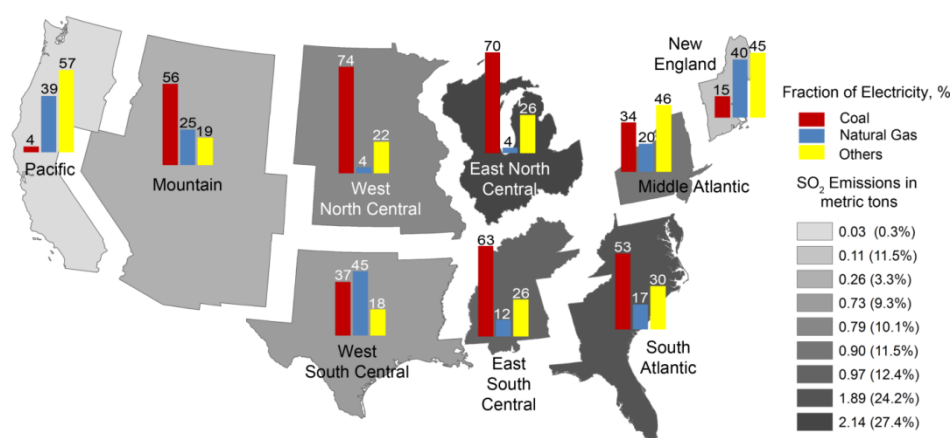 57
39
4
Pacific
56
25
19
Mountain
74
4
22
West
North Central
70
4
26
East North
Central
34
20
46
Middle Atlantic
New
England
15
40
45
37
45
18
West
South Central
63
12
26
East
South
Central
53
17
30
South
Atlantic
Fraction of Electricity, %
Coal
Natural Gas
Others
SO2 Emissions in
metric tons
0.03 (0.3%)
0.11 (11.5%)
0.26 (3.3%)
0.73 (9.3%)
0.79 (10.1%)
0.90 (11.5%)
0.97 (12.4%)
1.89 (24.2%)
2.14 (27.4%)